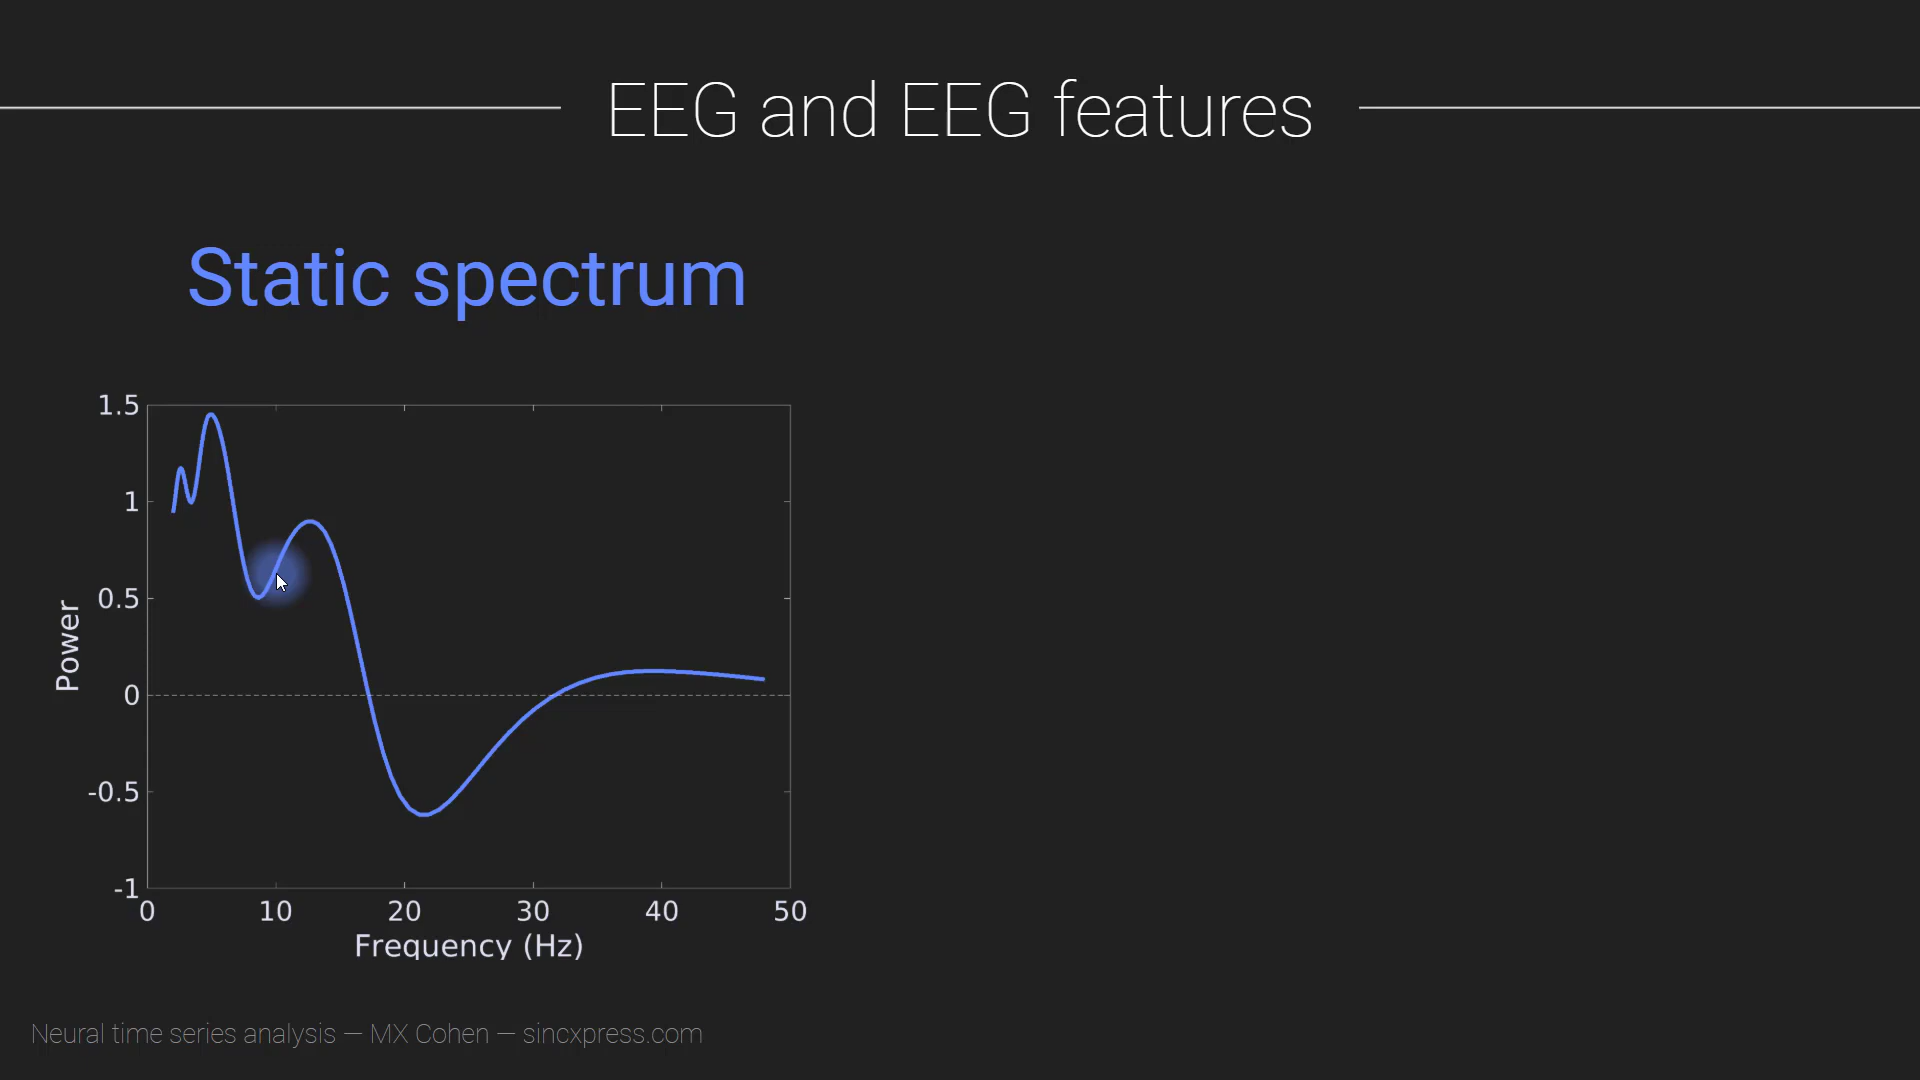 EEG and EEG features
Static spectrum
1.5
1
0.5
0
-0.5
-1
Power
0 10 20 30 40 50
Frequency (Hz)
Neural time series analysis — MX Cohen — sincxpress.com